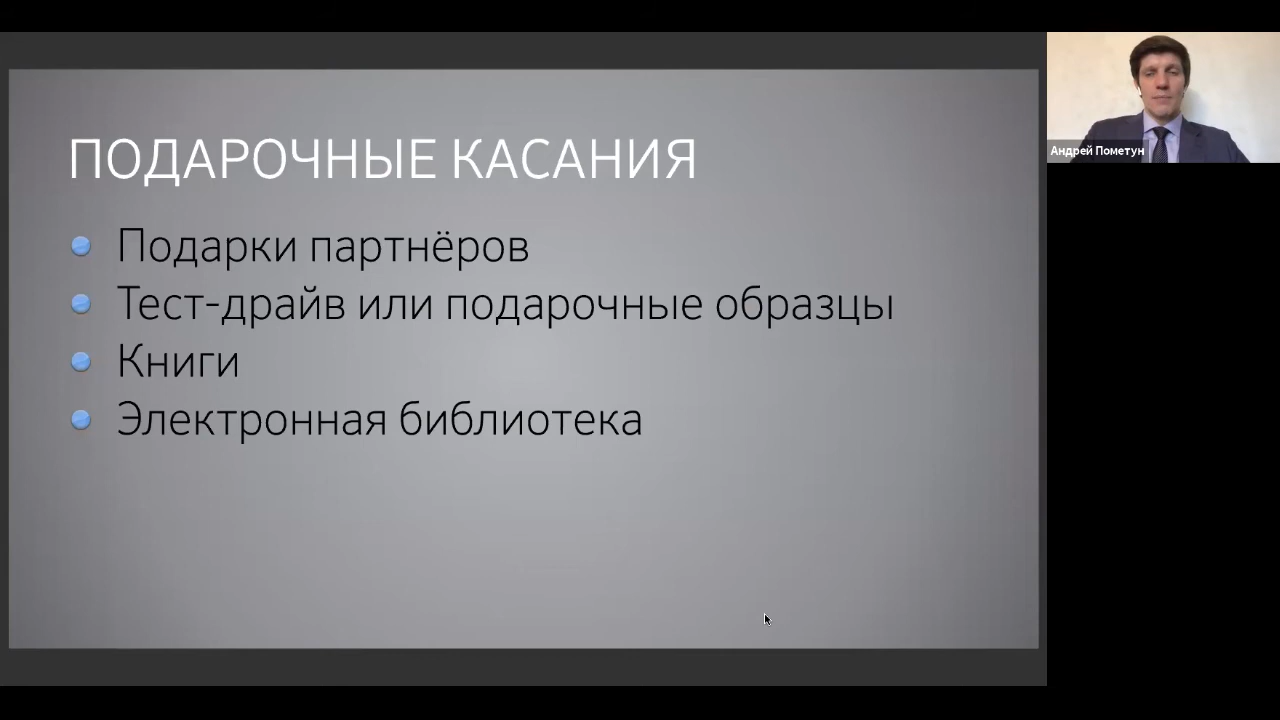 ПОДАРОЧНЫЕ КАСАНИЯ
Подарки партнёров
Тест-драйв или подарочные образцы
Книги
Электронная библиотека
Андрей Пометун